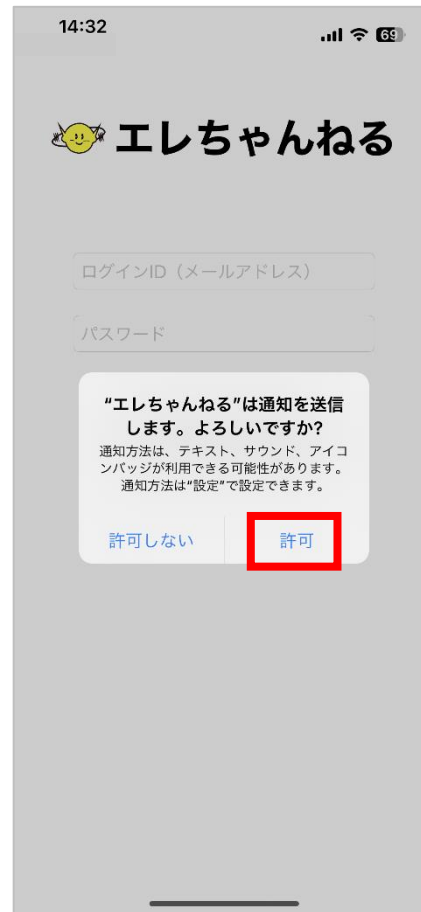 14:32
69
エレちゃんねる
ログインID（メールアドレス）
パスワード
“エレちゃんねる”は通知を送信
します。よろしいですか?
通知方法は、テキスト、サウンド、アイコ
ンバッジが利用できる可能性があります。
通知方法は“設定”で設定できます。
許可しない 許可